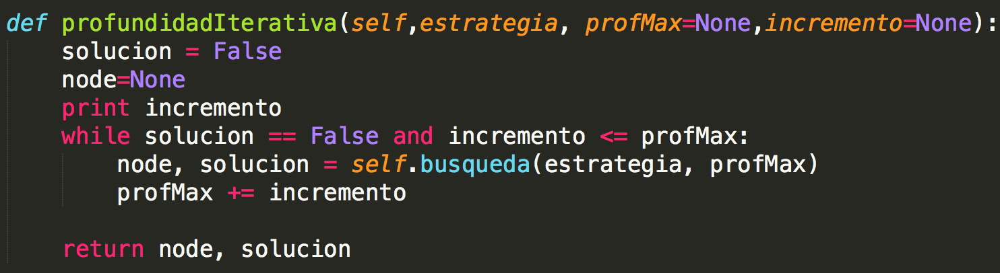 def profundidadIterativa(self,estrategia, profMax=None,incremento=None):
    solucion = False
    node=None
    print incremento
    while solucion == False and incremento <= profMax:
        node, solucion = self.busqueda(estrategia, profMax)
        profMax += incremento

    return node, solucion